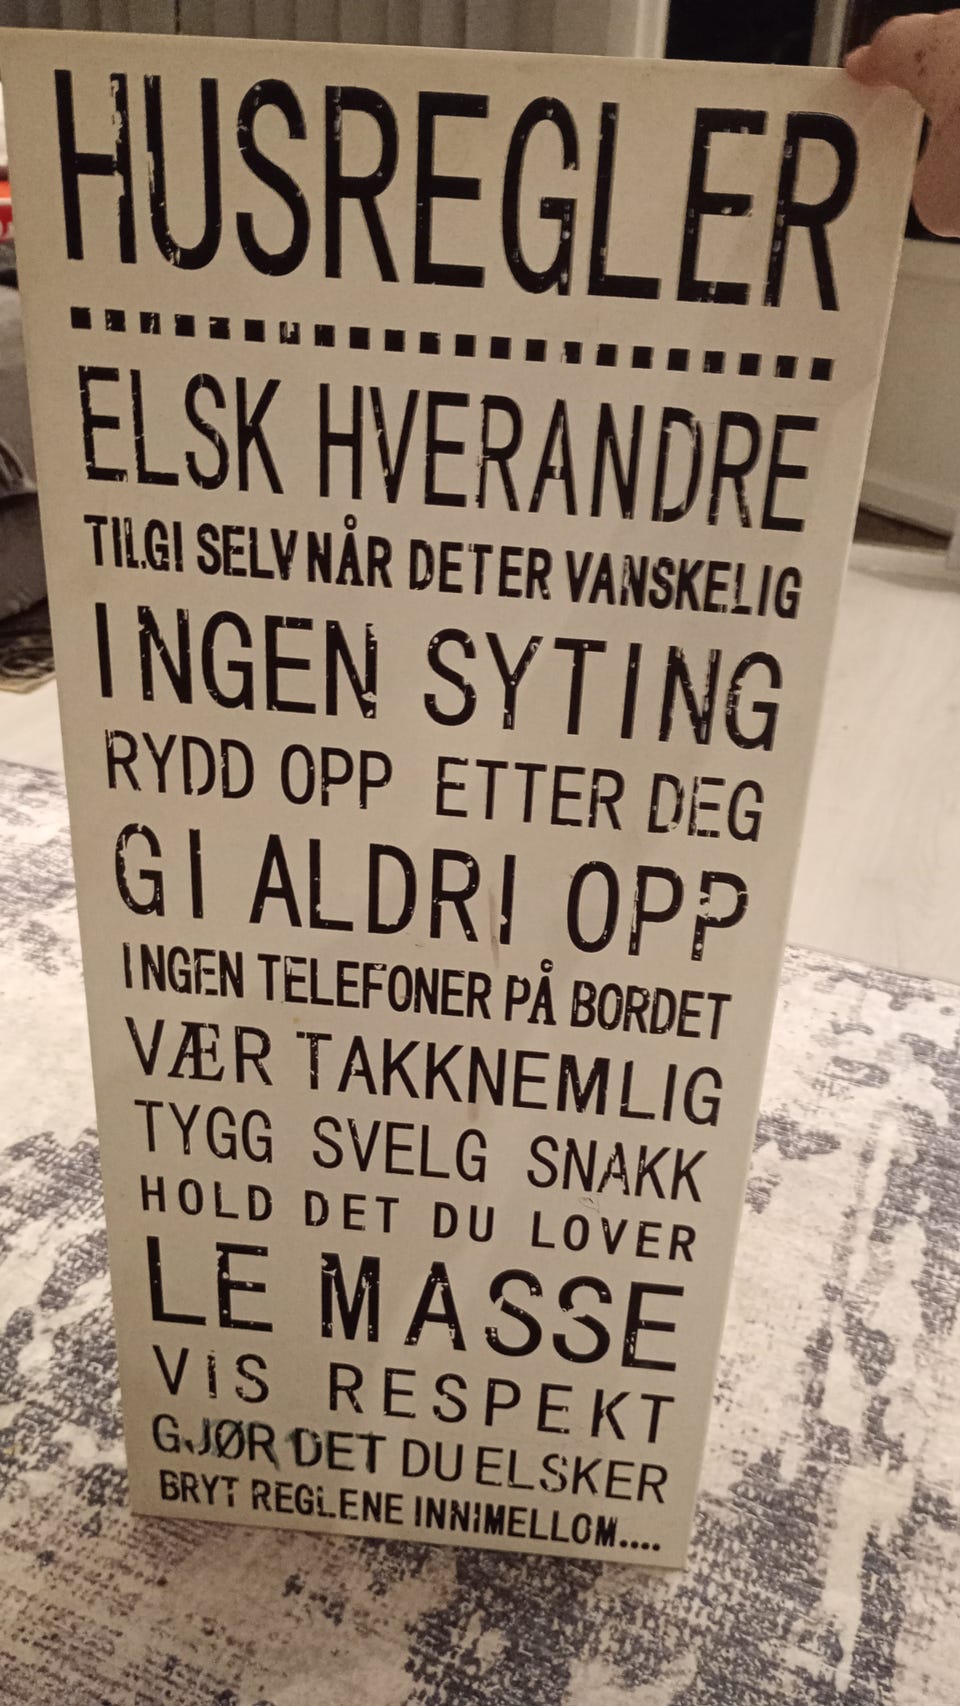 HUSREGLER
ELSK HVERANDRE
TILGI SELV NÅR DET ER VANSKELIG
INGEN SYTING
RYDD OPP ETTER DEG
GI ALDRI OPP
INGEN TELEFONER PÅ BORDET
VÆR TAKKNEMLIG
TYGG SVELG SNAKK
HOLD DET DU LOVER
LE MASSE
VIS RESPEKT
GJØR DET DU ELSKER
BRYT REGLENE INNIMELLOM....